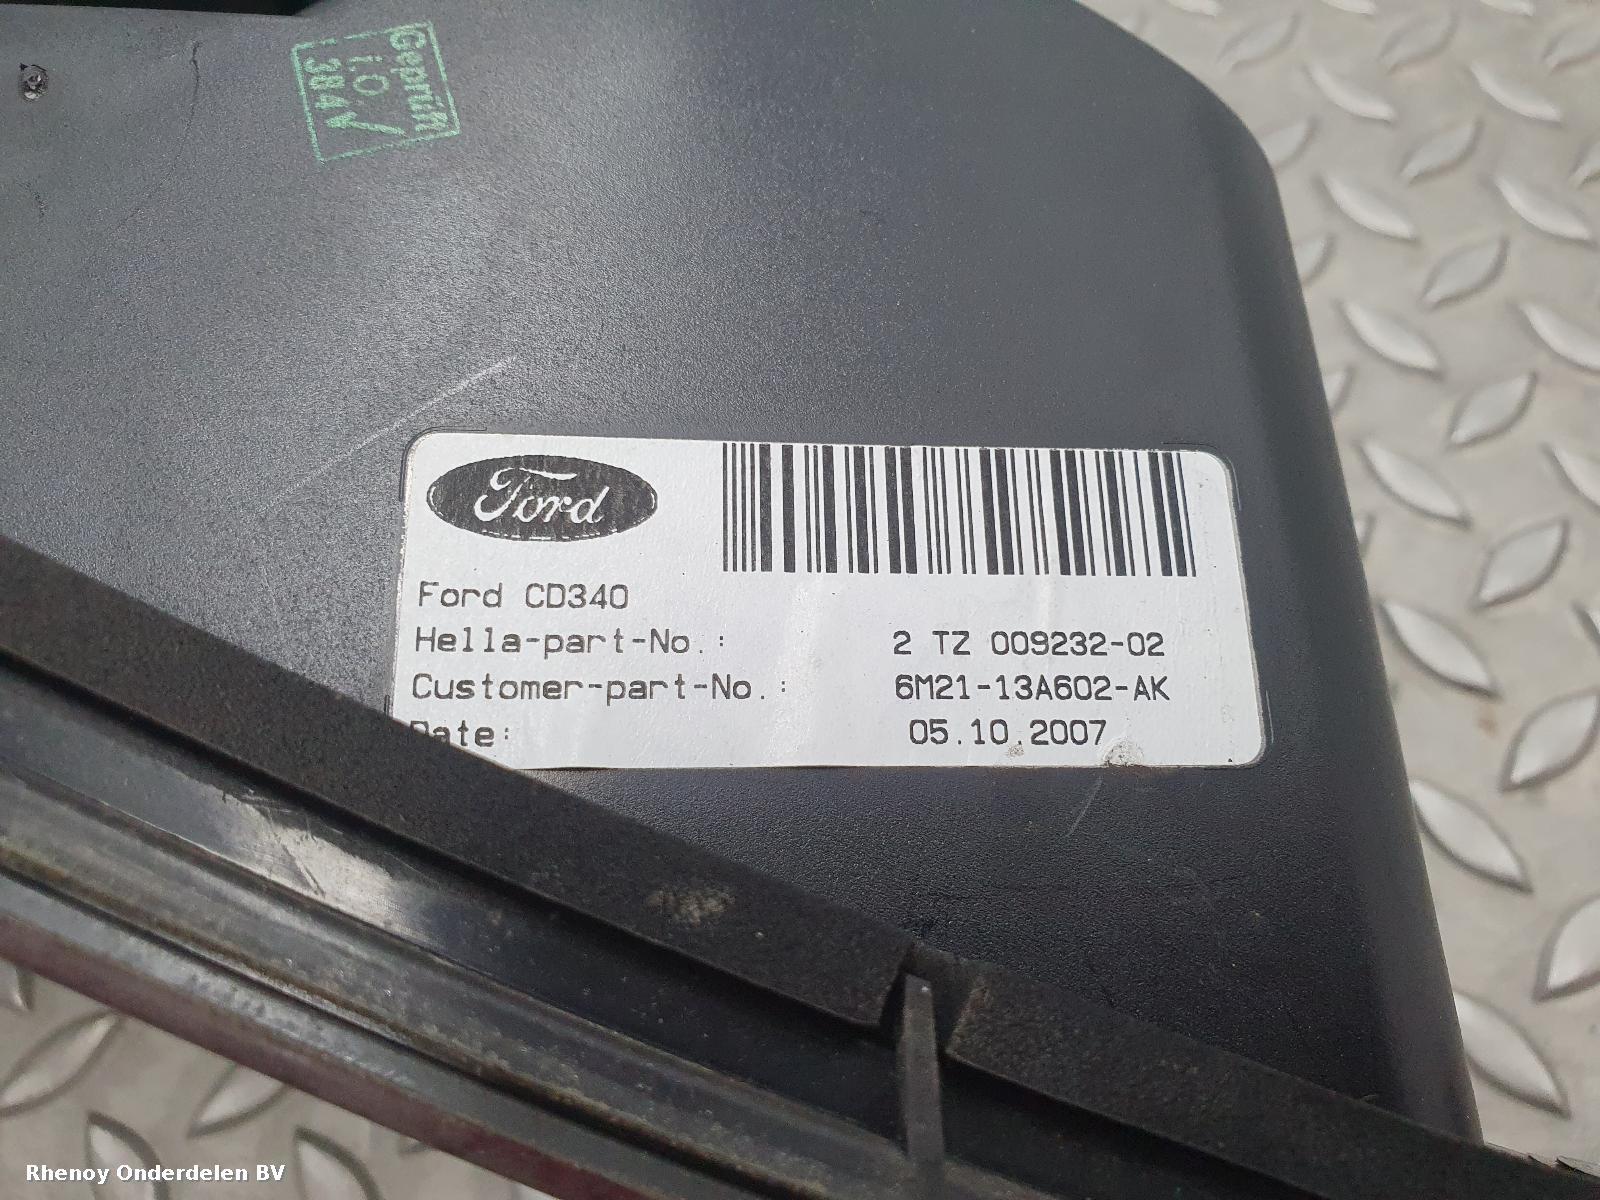 Geprüft
i.O.
384
Ford
Ford CD340
Hella-part-No.: 2 TZ 009232-02
Customer-part-No.: 6M21-13A602-AK
Date: 05.10.2007
Rhenoy Onderdelen BV